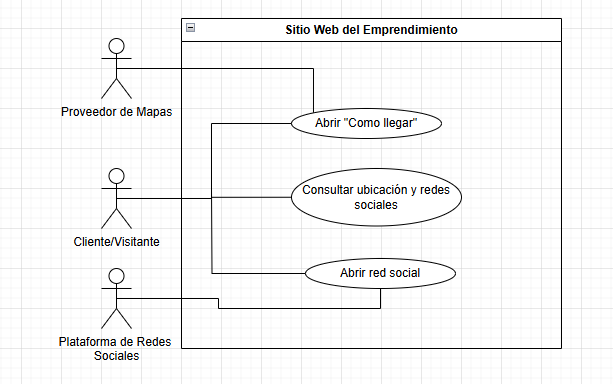 Sitio Web del Emprendimiento
Proveedor de Mapas
Abrir "Como llegar"
Consultar ubicación y redes
sociales
Cliente/Visitante
Abrir red social
Plataforma de Redes
Sociales